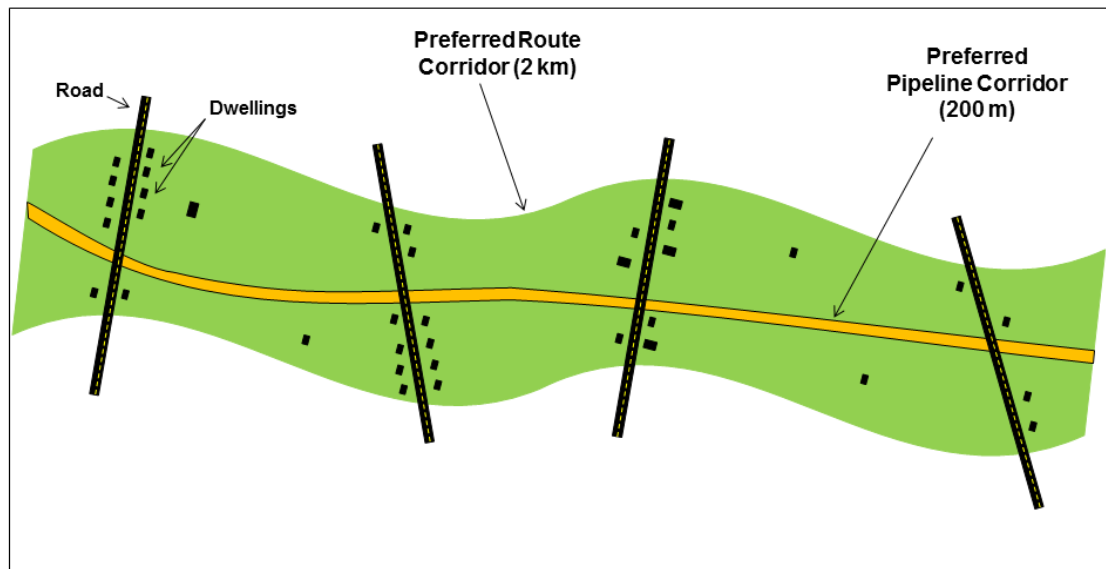 Preferred Route
Corridor (2 km)
Preferred
Pipeline Corridor
(200 m)
Road
Dwellings